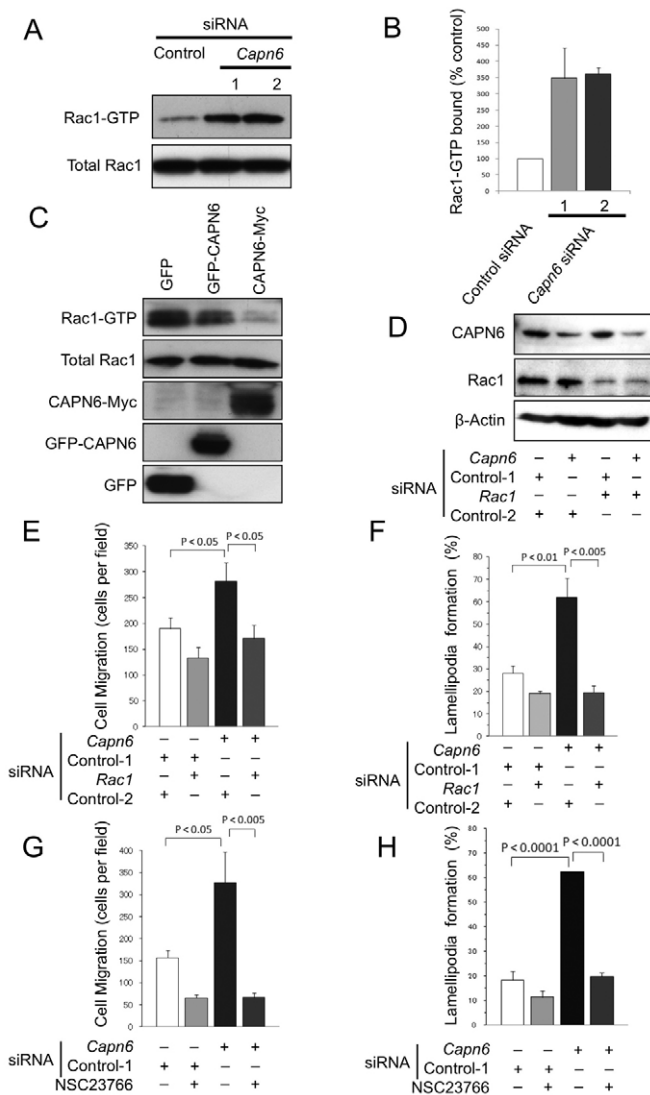 A
siRNA
Control Capn6
1 2
Rac1-GTP
Total Rac1
B
Rac1-GTP bound (% control)
500
450
400
350
300
250
200
150
100
50
0
1 2
Control siRNA
Capn6 siRNA
C
GFP
GFP-CAPN6
CAPN6-Myc
Rac1-GTP
Total Rac1
CAPN6-Myc
GFP-CAPN6
GFP
D
CAPN6
Rac1
β-Actin
siRNA
Capn6 – + – +
Control-1 + – + –
Rac1 – – + +
Control-2 + + – –
E
Cell Migration (cells per field)
350
300
250
200
150
100
50
0
P < 0.05 P < 0.05
siRNA
Capn6 – – + +
Control-1 + + – –
Rac1 – + – +
Control-2 + – + –
F
Lamellipodia formation (%)
80
70
60
50
40
30
20
10
0
P < 0.01 P < 0.005
siRNA
Capn6 – – + +
Control-1 + + – –
Rac1 – + – +
Control-2 + – + –
G
Cell Migration (cells per field)
400
350
300
250
200
150
100
50
0
P < 0.05 P < 0.005
siRNA
Capn6 – – + +
Control-1 + + – –
NSC23766 – + – +
H
Lamellipodia formation (%)
80
70
60
50
40
30
20
10
0
P < 0.0001 P < 0.0001
siRNA
Capn6 – – + +
Control-1 + + – –
NSC23766 – + – +